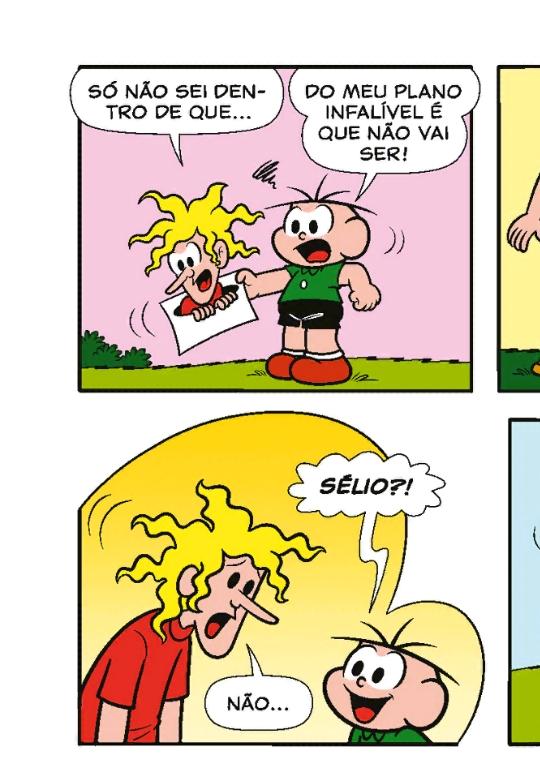 SÓ NÃO SEI DEN-
TRO DE QUE...
DO MEU PLANO
INFALÍVEL É
QUE NÃO VAI
SER!
SÉLIO?!
NÃO...